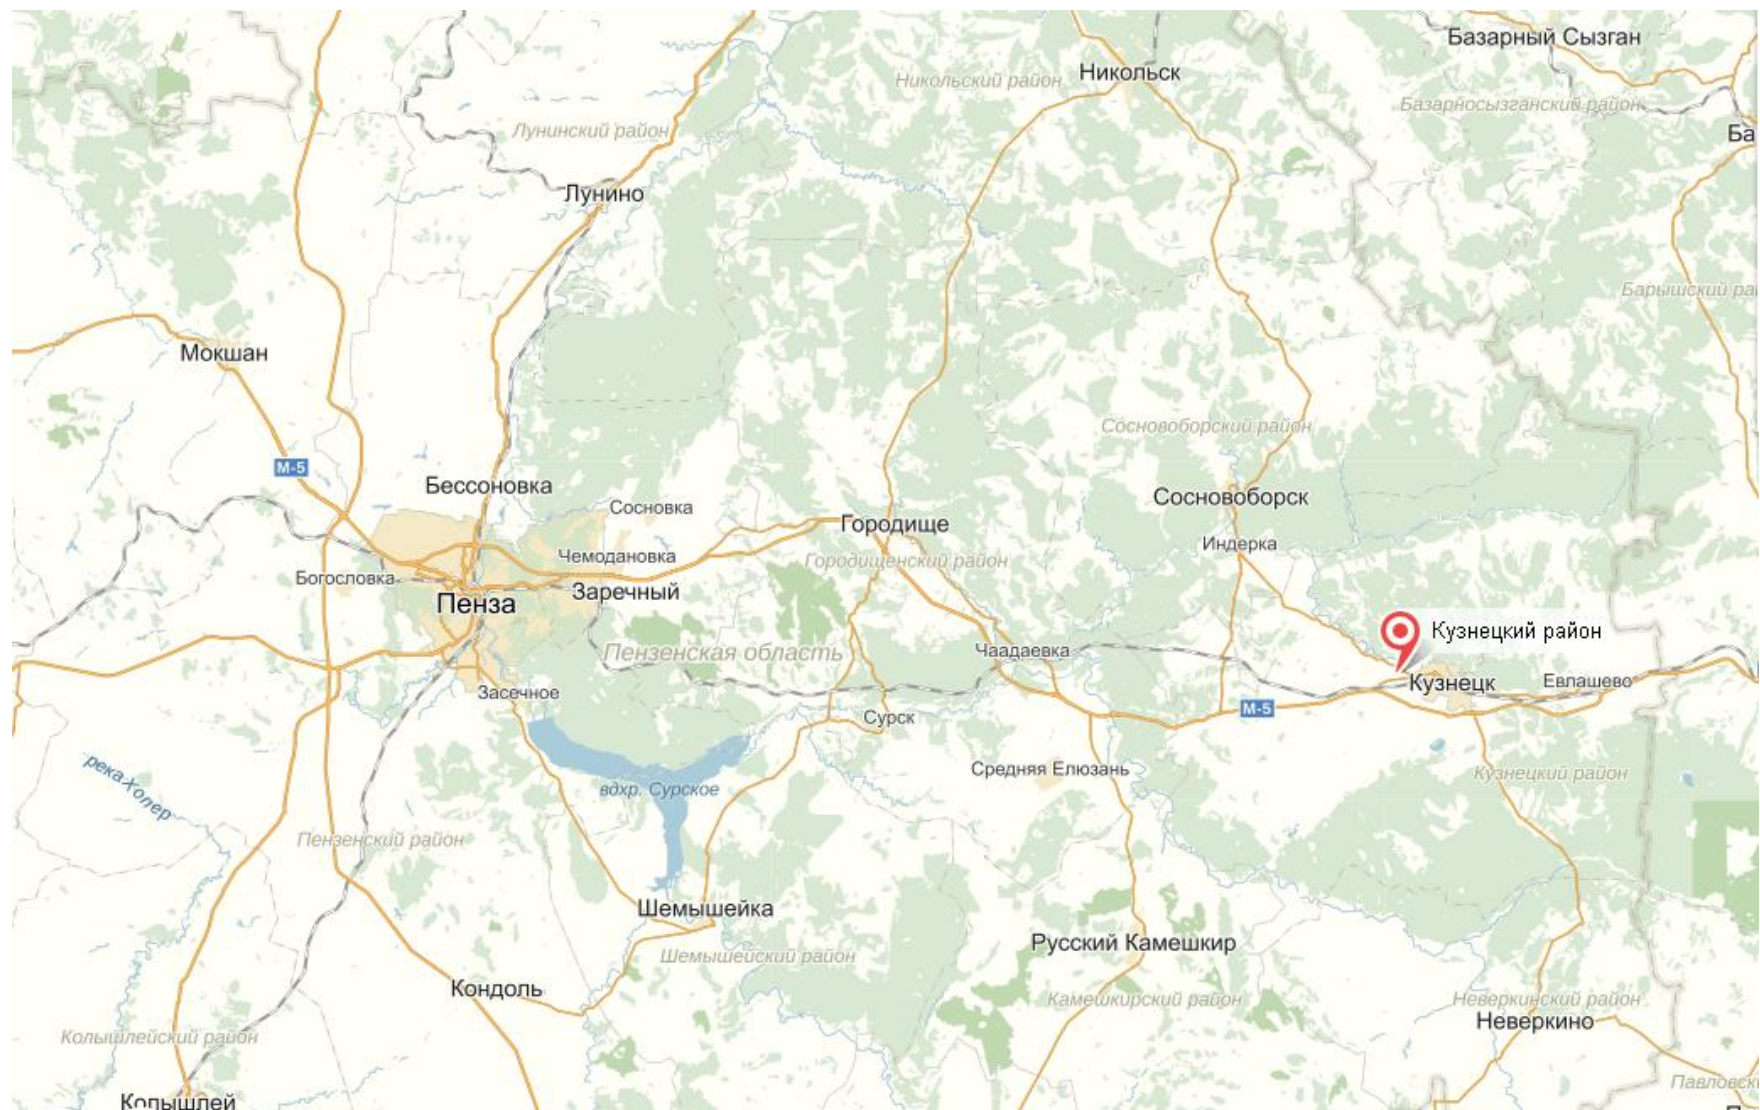 Базарный Сызган
Никольск
Никольский район
Базарносызганский район
Лунинский район
Ба
Лунино
Барышский рай
Мокшан
Сосновоборский район
М-5
Бессоновка
Сосновоборск
Сосновка
Городище
Индерка
Чемодановка
Городищенский район
Богословка
Заречный
Пенза
Кузнецкий район
Пензенская область
Чаадаевка
Кузнецк
Евлашево
Засечное
М-5
Сурск
река Хопер
Средняя Елюзань
Кузнецкий район
вдхр. Сурское
Пензенский район
Шемышейка
Русский Камешкир
Шемышейский район
Кондоль
Камешкирский район
Неверкинский район
Неверкино
Колышлейский район
Павловск
Колышлей